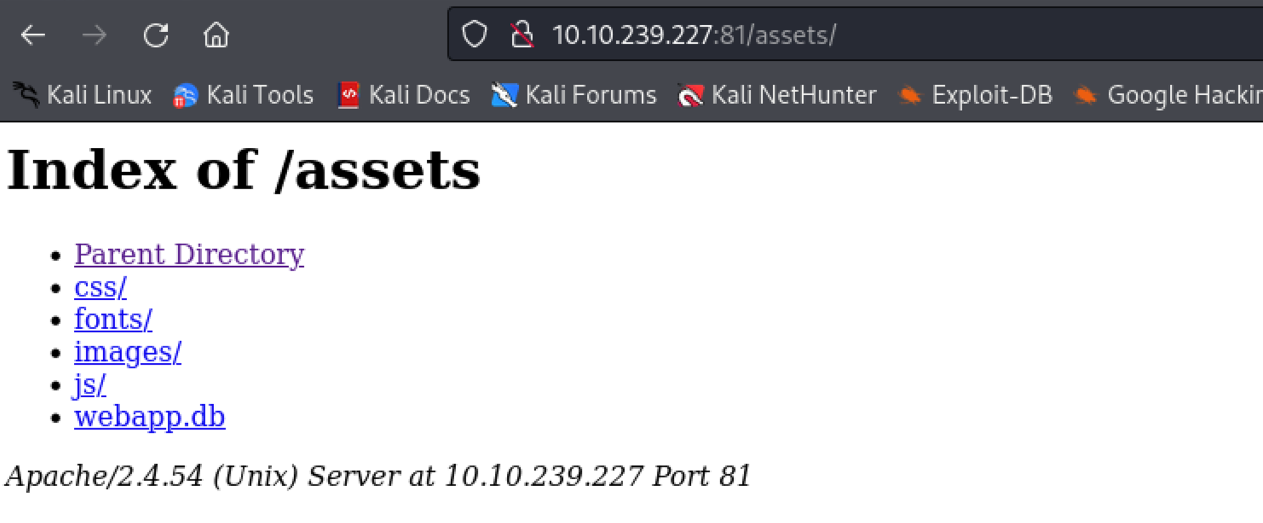 10.10.239.227:81/assets/
Kali Linux Kali Tools Kali Docs Kali Forums Kali NetHunter Exploit-DB Google Hackin
Index of /assets
Parent Directory
css/
fonts/
images/
js/
webapp.db
Apache/2.4.54 (Unix) Server at 10.10.239.227 Port 81